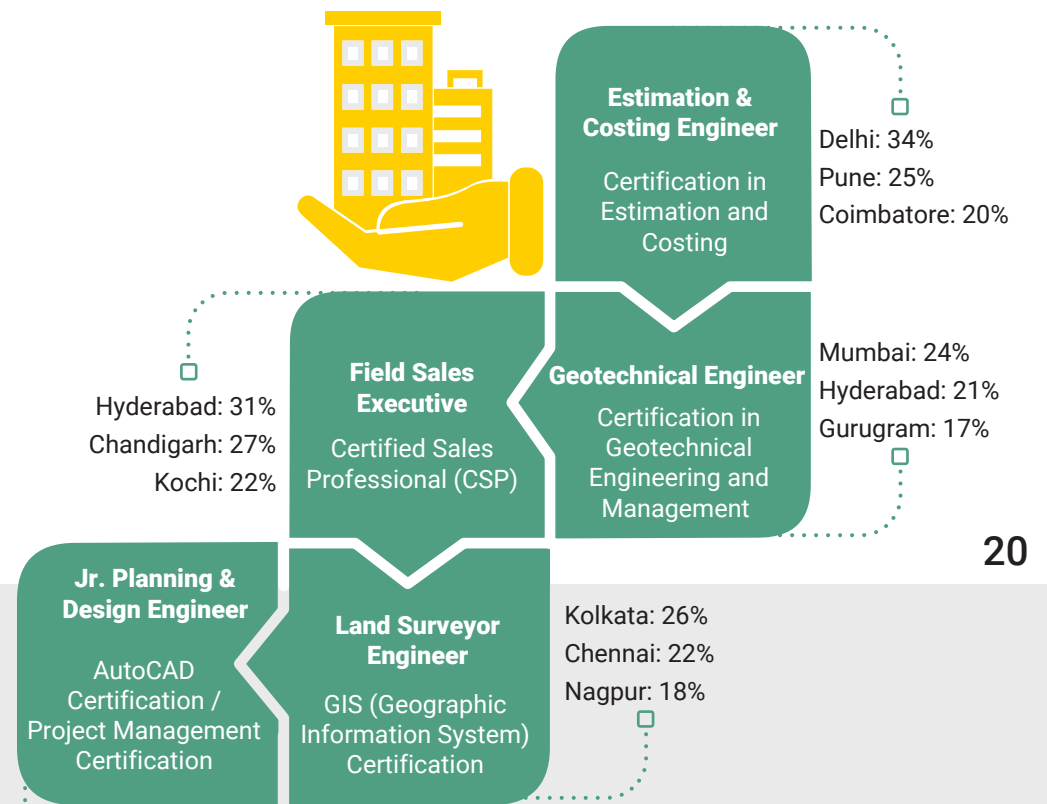 Estimation &
Costing Engineer
Certification in
Estimation and
Costing
Delhi: 34%
Pune: 25%
Coimbatore: 20%
Geotechnical Engineer
Certification in
Geotechnical
Engineering and
Management
Mumbai: 24%
Hyderabad: 21%
Gurugram: 17%
Field Sales
Executive
Certified Sales
Professional (CSP)
Hyderabad: 31%
Chandigarh: 27%
Kochi: 22%
20
Land Surveyor
Engineer
GIS (Geographic
Information System)
Certification
Kolkata: 26%
Chennai: 22%
Nagpur: 18%
Jr. Planning &
Design Engineer
AutoCAD
Certification /
Project Management
Certification